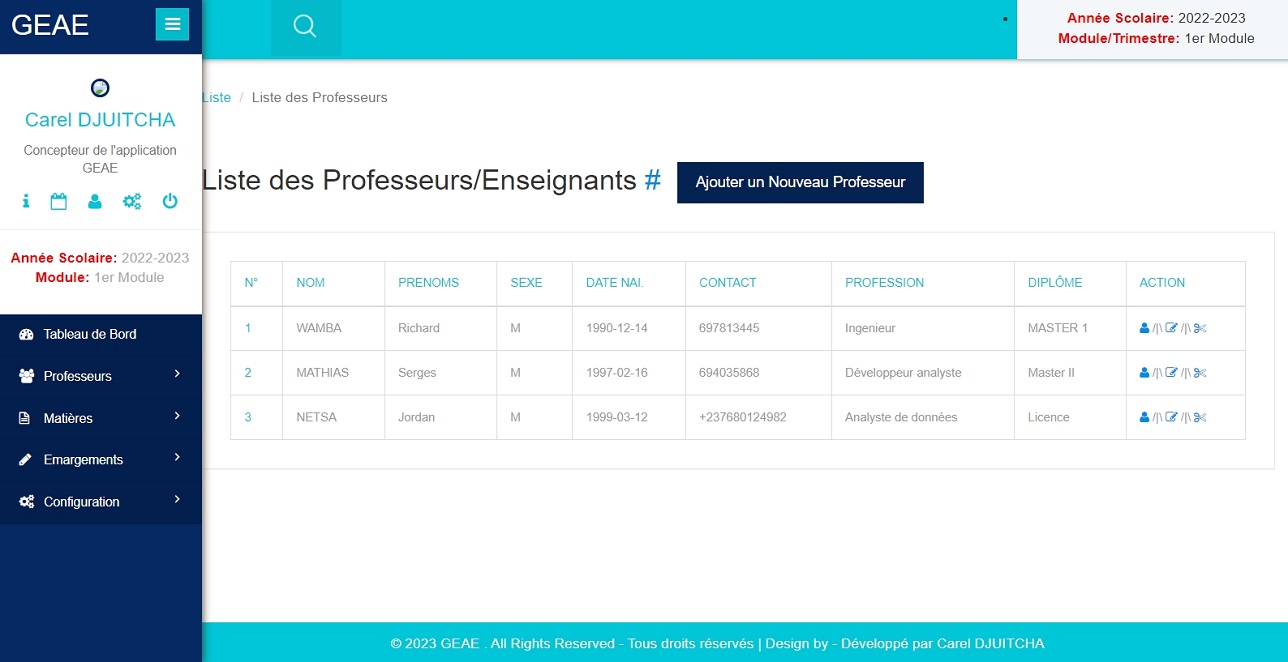 GEAE
Année Scolaire: 2022-2023
Module/Trimestre: 1er Module
Carel DJUITCHA
Concepteur de l'application
GEAE
Année Scolaire: 2022-2023
Module: 1er Module
Tableau de Bord
Professeurs
Matières
Emargements
Configuration
Liste / Liste des Professeurs
Liste des Professeurs/Enseignants # Ajouter un Nouveau Professeur
N° NOM PRENOMS SEXE DATE NAI. CONTACT PROFESSION DIPLÔME ACTION
1 WAMBA Richard M 1990-12-14 697813445 Ingenieur MASTER 1 /|\ /|\
2 MATHIAS Serges M 1997-02-16 694035868 Développeur analyste Master II /|\ /|\
3 NETSA Jordan M 1999-03-12 +237680124982 Analyste de données Licence /|\ /|\
© 2023 GEAE . All Rights Reserved - Tous droits réservés | Design by - Développé par Carel DJUITCHA